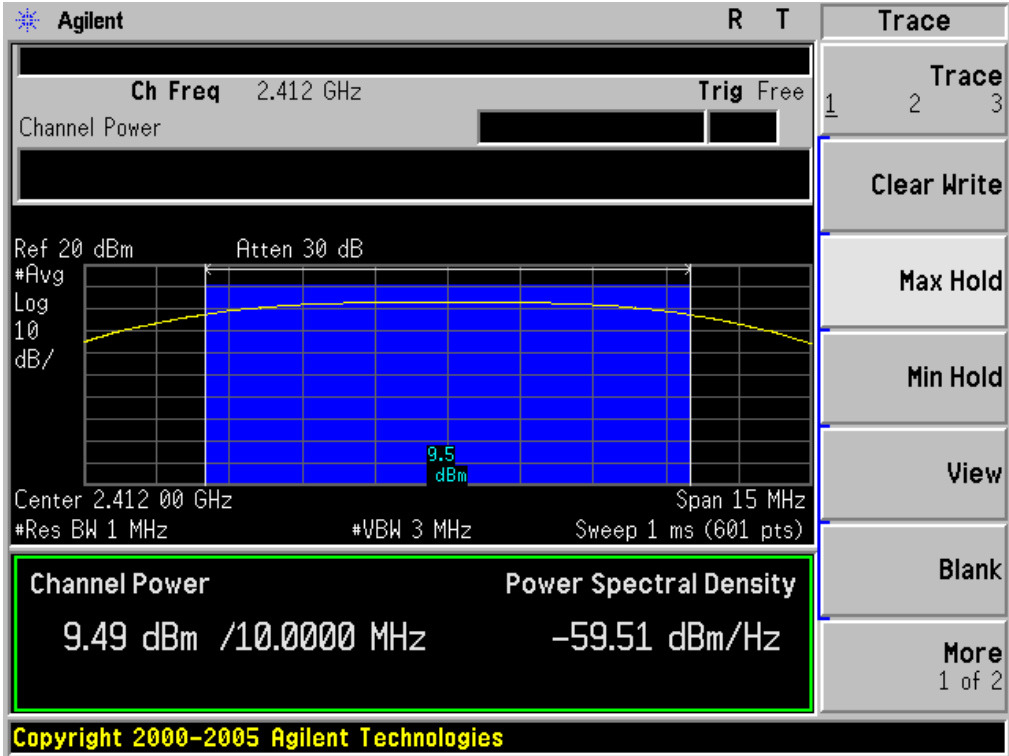 Agilent R T
Ch Freq 2.412 GHz Trig Free
Channel Power
Ref 20 dBm Atten 30 dB
#Avg
Log
10
dB/
9.5
dBm
Center 2.412 00 GHz Span 15 MHz
#Res BW 1 MHz #VBW 3 MHz Sweep 1 ms (601 pts)
Channel Power Power Spectral Density
9.49 dBm /10.0000 MHz -59.51 dBm/Hz
Copyright 2000-2005 Agilent Technologies
Trace
Trace
1 2 3
Clear Write
Max Hold
Min Hold
View
Blank
More
1 of 2